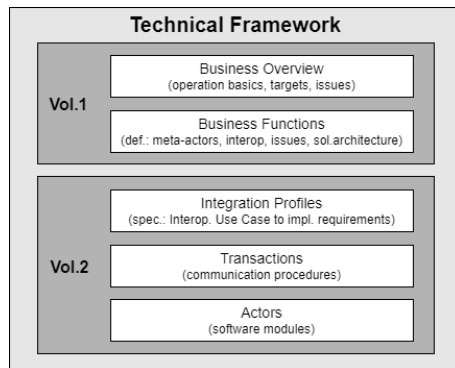 Technical Framework
Vol.1
Business Overview
(operation basics, targets, issues)
Business Functions
(def.: meta-actors, interop, issues, sol.architecture)
Vol.2
Integration Profiles
(spec.: Interop. Use Case to impl. requirements)
Transactions
(communication procedures)
Actors
(software modules)